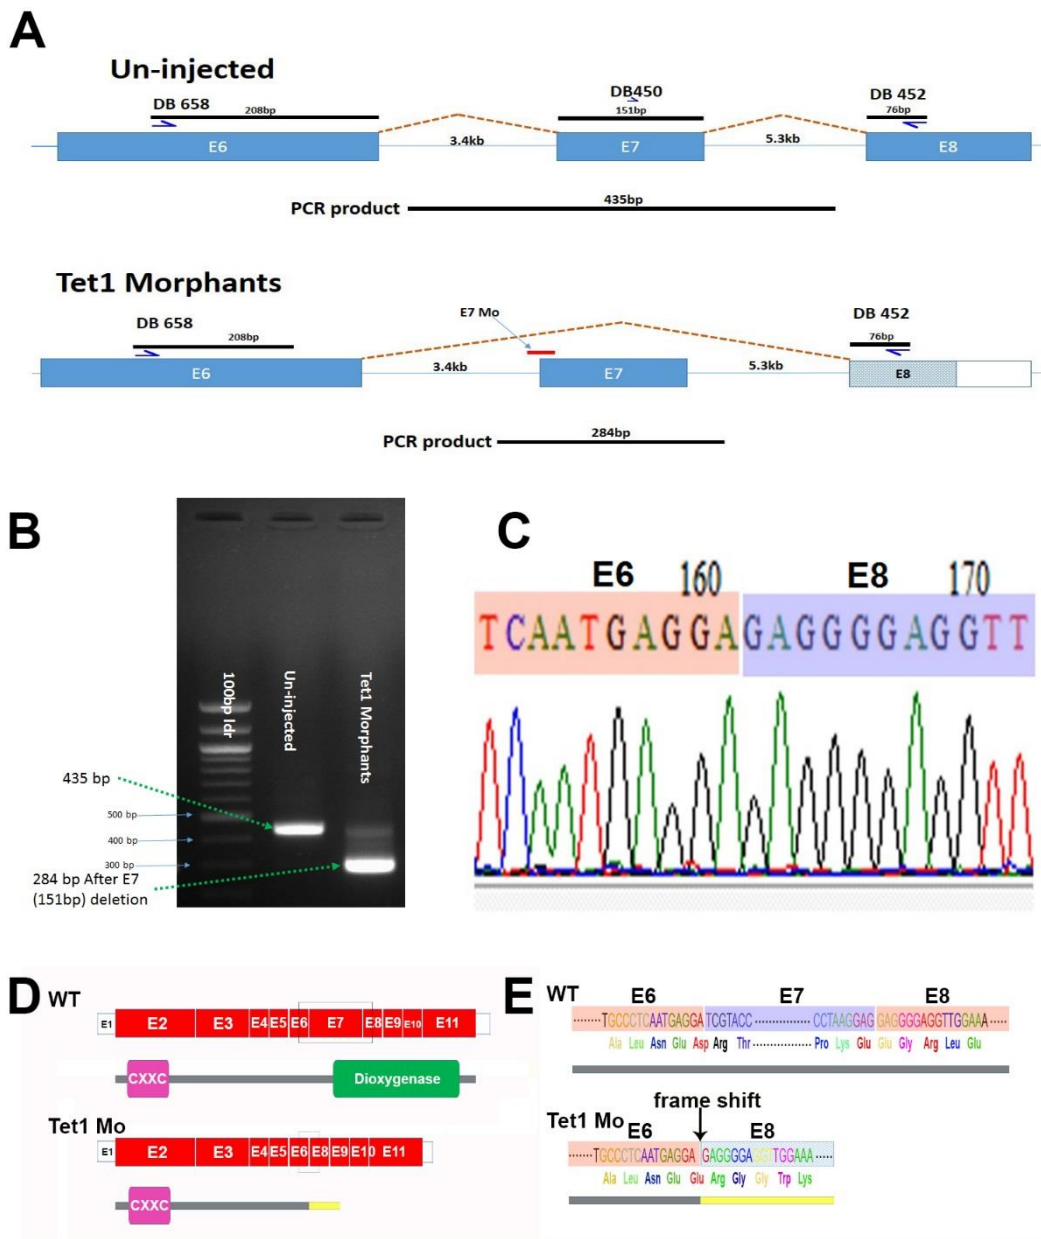 A
Un-injected
DB 658
208bp
DB450
151bp
DB 452
76bp
E6
3.4kb
E7
5.3kb
E8
PCR product
435bp
Tet1 Morphants
DB 658
208bp
E7 Mo
DB 452
76bp
E6
3.4kb
E7
5.3kb
E8
PCR product
284bp
B
100bp ldr
Un-injected
Tet1 Morphants
435 bp
500 bp
400 bp
300 bp
284 bp After E7
(151bp) deletion
C
E6 160 E8 170
TCAATGAGGAGAGGGGAGGTT
D
WT
E1 E2 E3 E4 E5 E6 E7 E8 E9 E10 E11
CXXC Dioxygenase
Tet1 Mo
E1 E2 E3 E4 E5 E6 E8 E9 E10 E11
CXXC
E
WT
E6 E7 E8
······TGCCCTCAATGAGGA TCGTACC··············CCTAAGGAG GAGGGGAGGTTGGAAA····
Ala Leu Asn Glu Asp Arg Thr··············Pro Lys Glu Glu Gly Arg Leu Glu
frame shift
Tet1 Mo
E6 E8
·····TGCCCTCAATGAGGA GAGGGGAGGTTGGAAA·····
Ala Leu Asn Glu Glu Arg Gly Gly Trp Lys